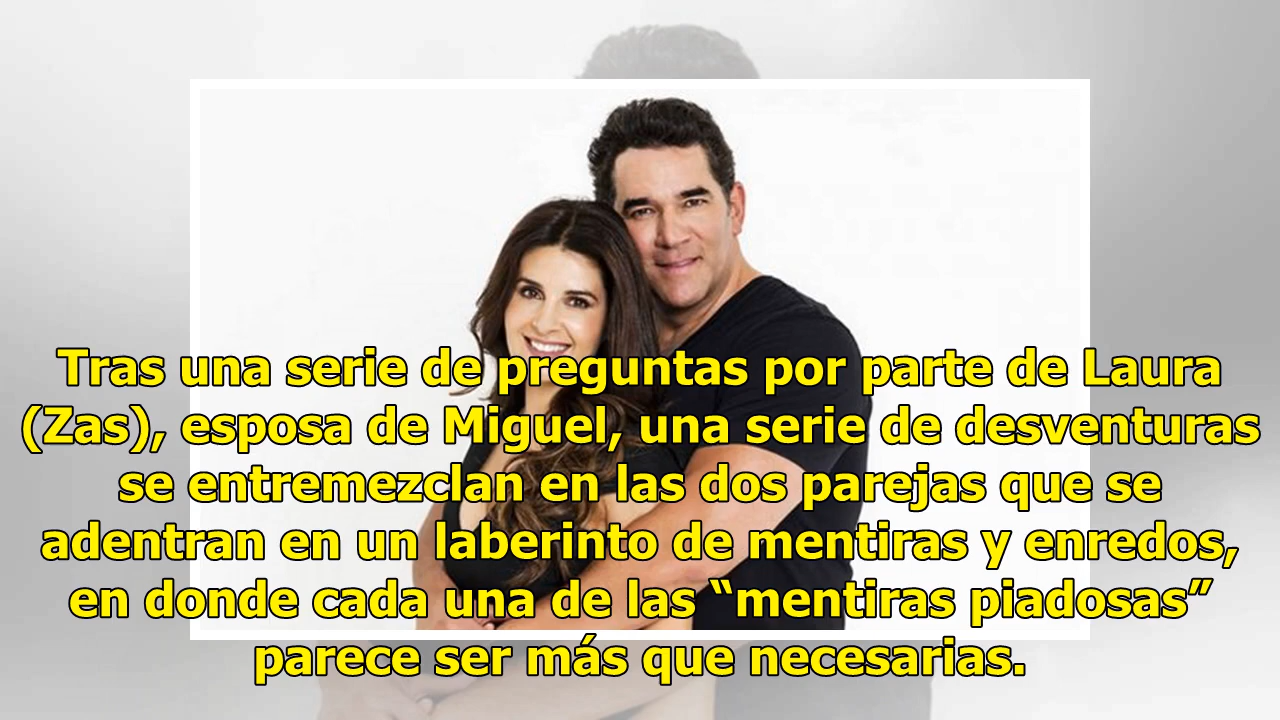 Tras una serie de preguntas por parte de Laura
(Zas), esposa de Miguel, una serie de desventuras
se entremezclan en las dos parejas que se
adentran en un laberinto de mentiras y enredos,
en donde cada una de las “mentiras piadosas”
parece ser más que necesarias.